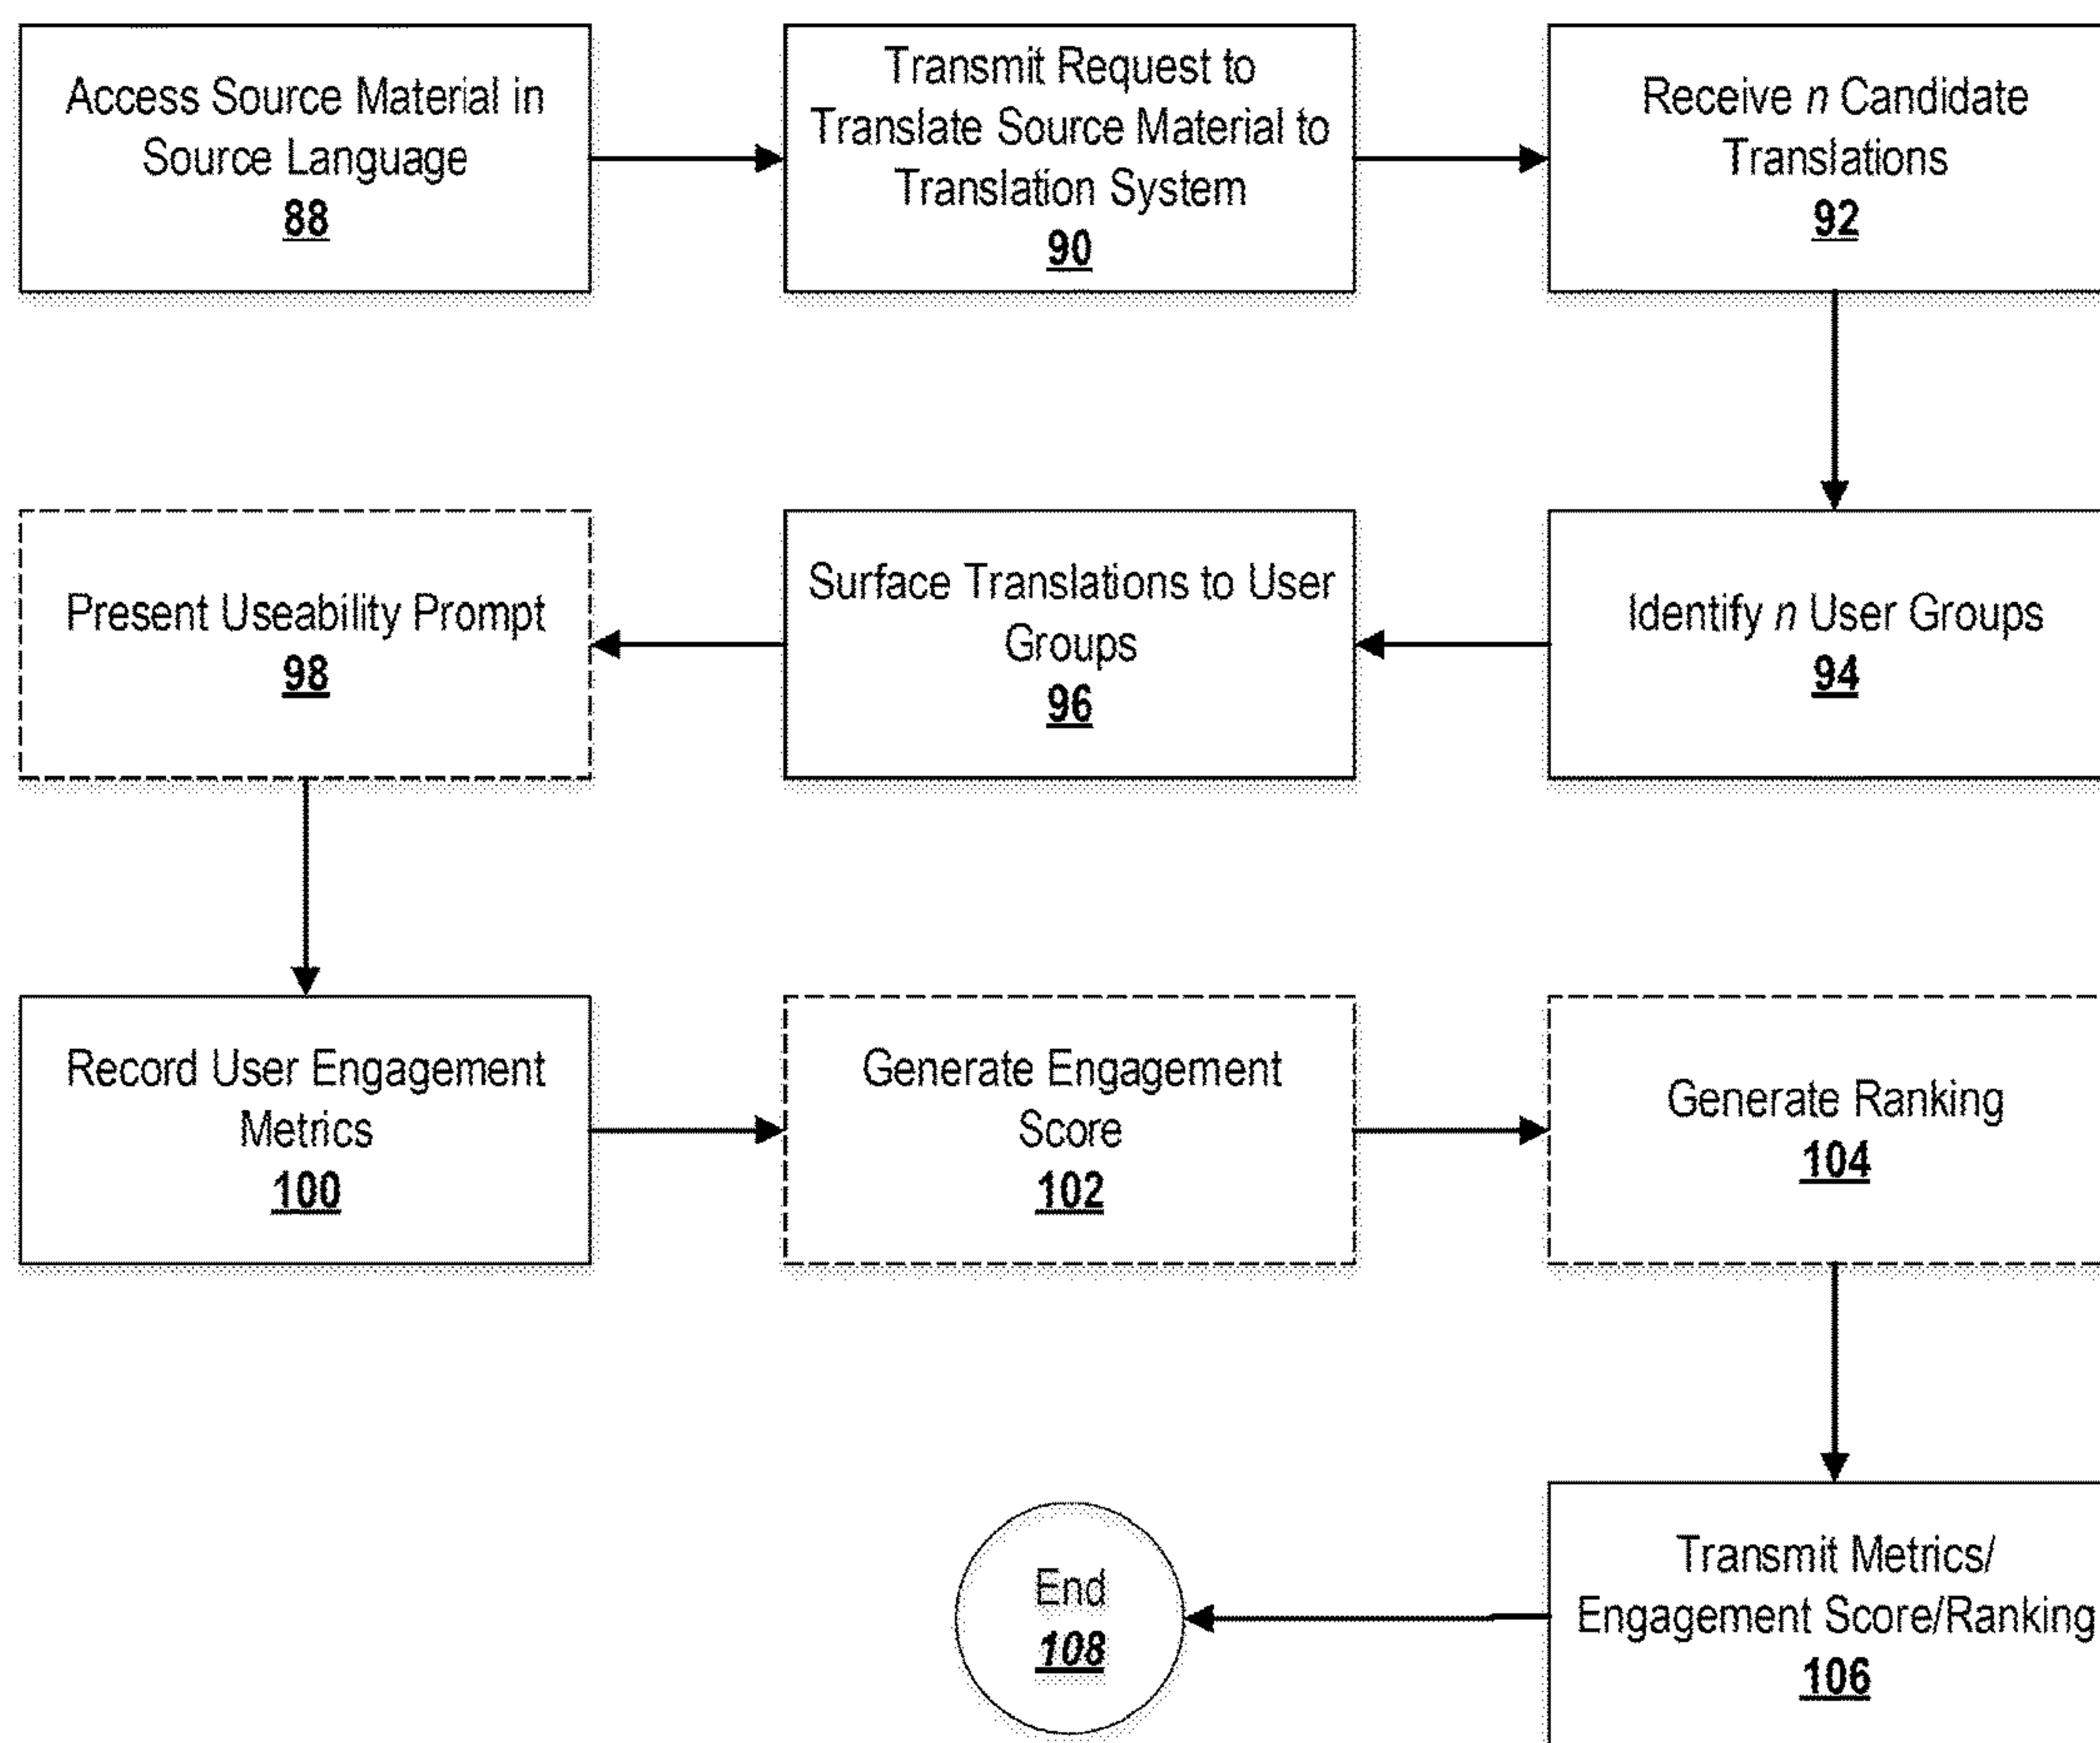 Access Source Material in
Source Language
88
Transmit Request to
Translate Source Material to
Translation System
90
Receive n Candidate
Translations
92
Identify n User Groups
94
Surface Translations to User
Groups
96
Present Useability Prompt
98
Record User Engagement
Metrics
100
Generate Engagement
Score
102
Generate Ranking
104
Transmit Metrics/
Engagement Score/Ranking
106
End
108